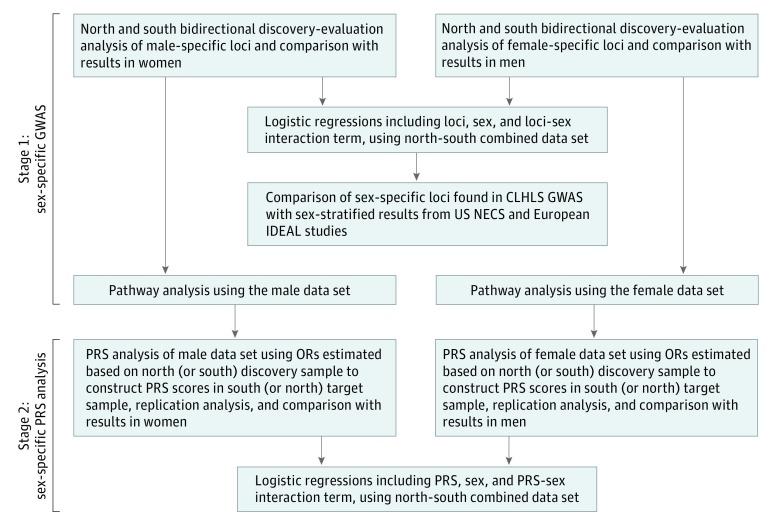 Stage 1:
sex-specific GWAS
North and south bidirectional discovery-evaluation
analysis of male-specific loci and comparison with
results in women
North and south bidirectional discovery-evaluation
analysis of female-specific loci and comparison with
results in men
Logistic regressions including loci, sex, and loci-sex
interaction term, using north-south combined data set
Comparison of sex-specific loci found in CLHLS GWAS
with sex-stratified results from US NECS and European
IDEAL studies
Pathway analysis using the male data set
Pathway analysis using the female data set
Stage 2:
sex-specific PRS analysis
PRS analysis of male data set using ORs estimated
based on north (or south) discovery sample to
construct PRS scores in south (or north) target
sample, replication analysis, and comparison with
results in women
PRS analysis of female data set using ORs estimated
based on north (or south) discovery sample to
construct PRS scores in south (or north) target
sample, replication analysis, and comparison with
results in men
Logistic regressions including PRS, sex, and PRS-sex
interaction term, using north-south combined data set